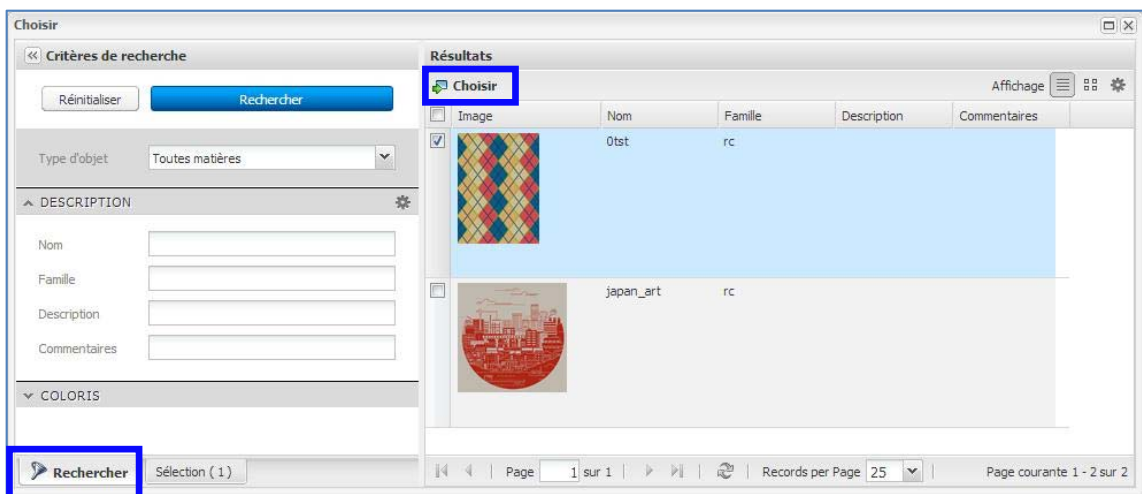 Choisir
Critères de recherche
Réinitialiser Rechercher
Type d'objet Toutes matières
DESCRIPTION
Nom
Famille
Description
Commentaires
COLORIS
Rechercher Sélection ( 1 )
Résultats
Choisir Affichage
Image Nom Famille Description Commentaires
0tst rc
japan_art rc
Page 1 sur 1 Records per Page 25 Page courante 1 - 2 sur 2